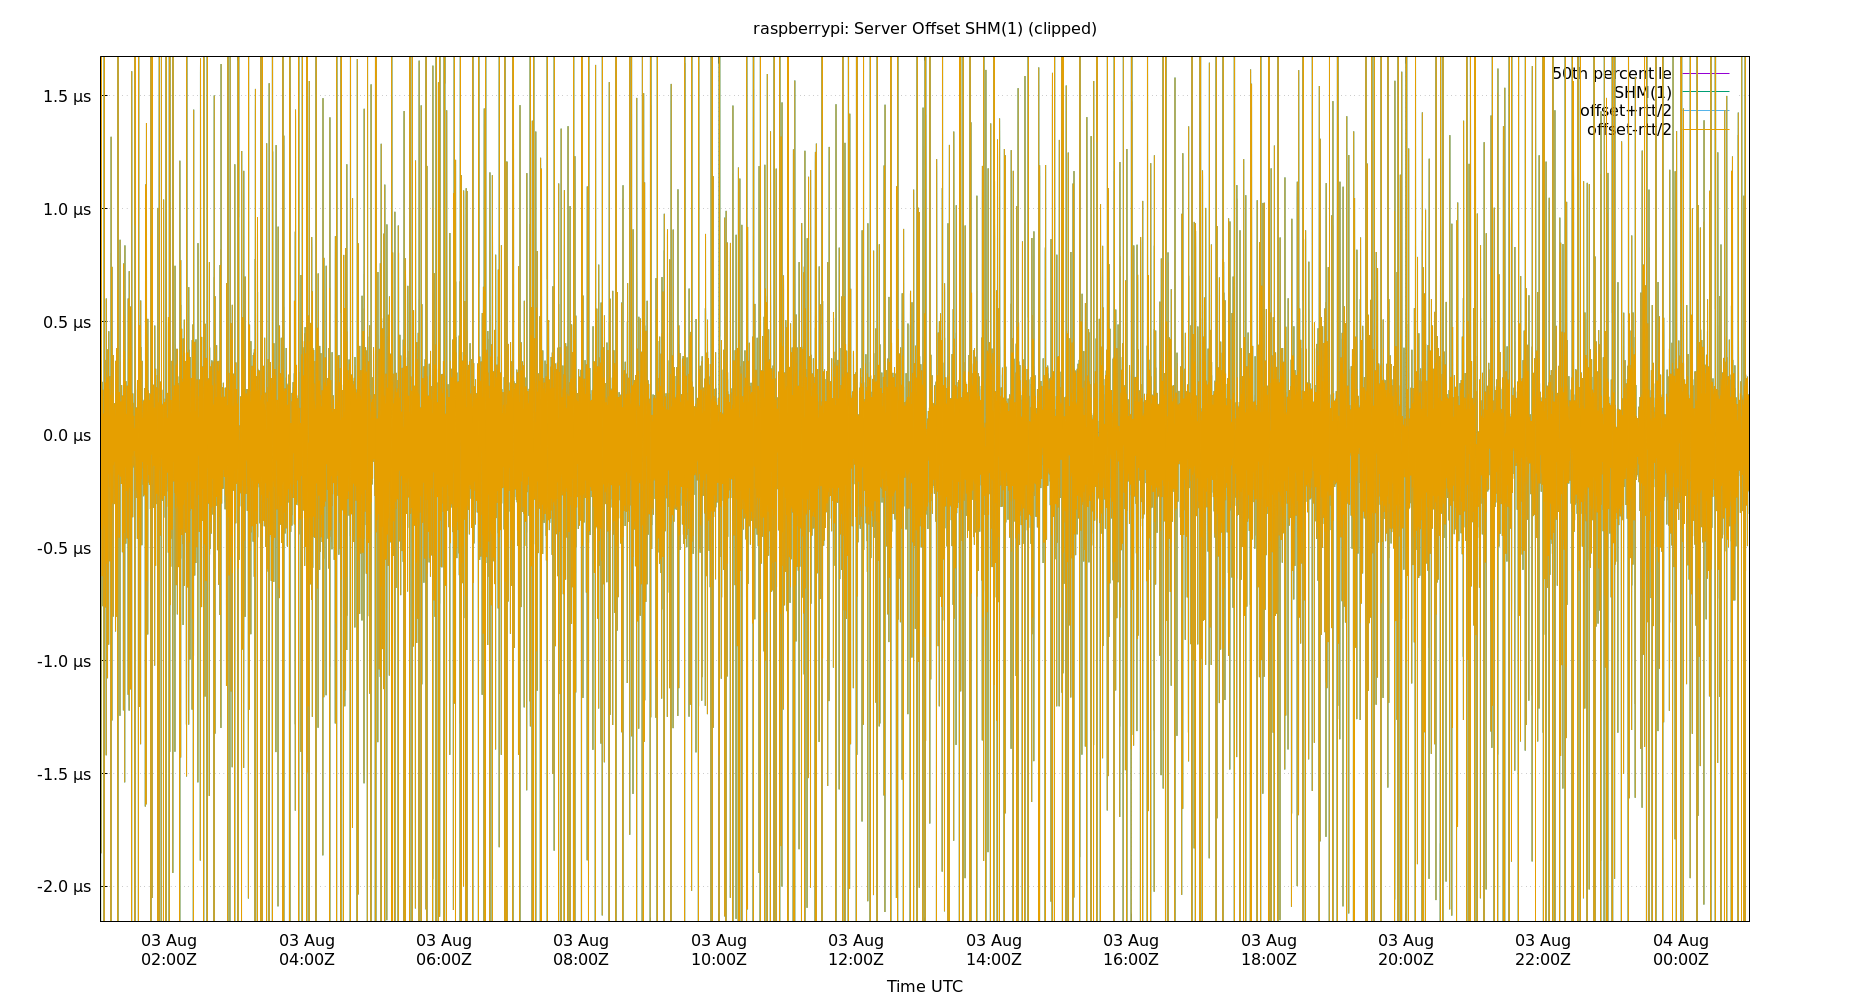 raspberrypi: Server Offset SHM(1) (clipped)
50th percentile
SHM(1)
offset+rtt/2
offset-rtt/2
1.5 µs
1.0 µs
0.5 µs
0.0 µs
-0.5 µs
-1.0 µs
-1.5 µs
-2.0 µs
03 Aug 03 Aug 03 Aug 03 Aug 03 Aug 03 Aug 03 Aug 03 Aug 03 Aug 03 Aug 03 Aug 04 Aug
02:00Z 04:00Z 06:00Z 08:00Z 10:00Z 12:00Z 14:00Z 16:00Z 18:00Z 20:00Z 22:00Z 00:00Z
Time UTC